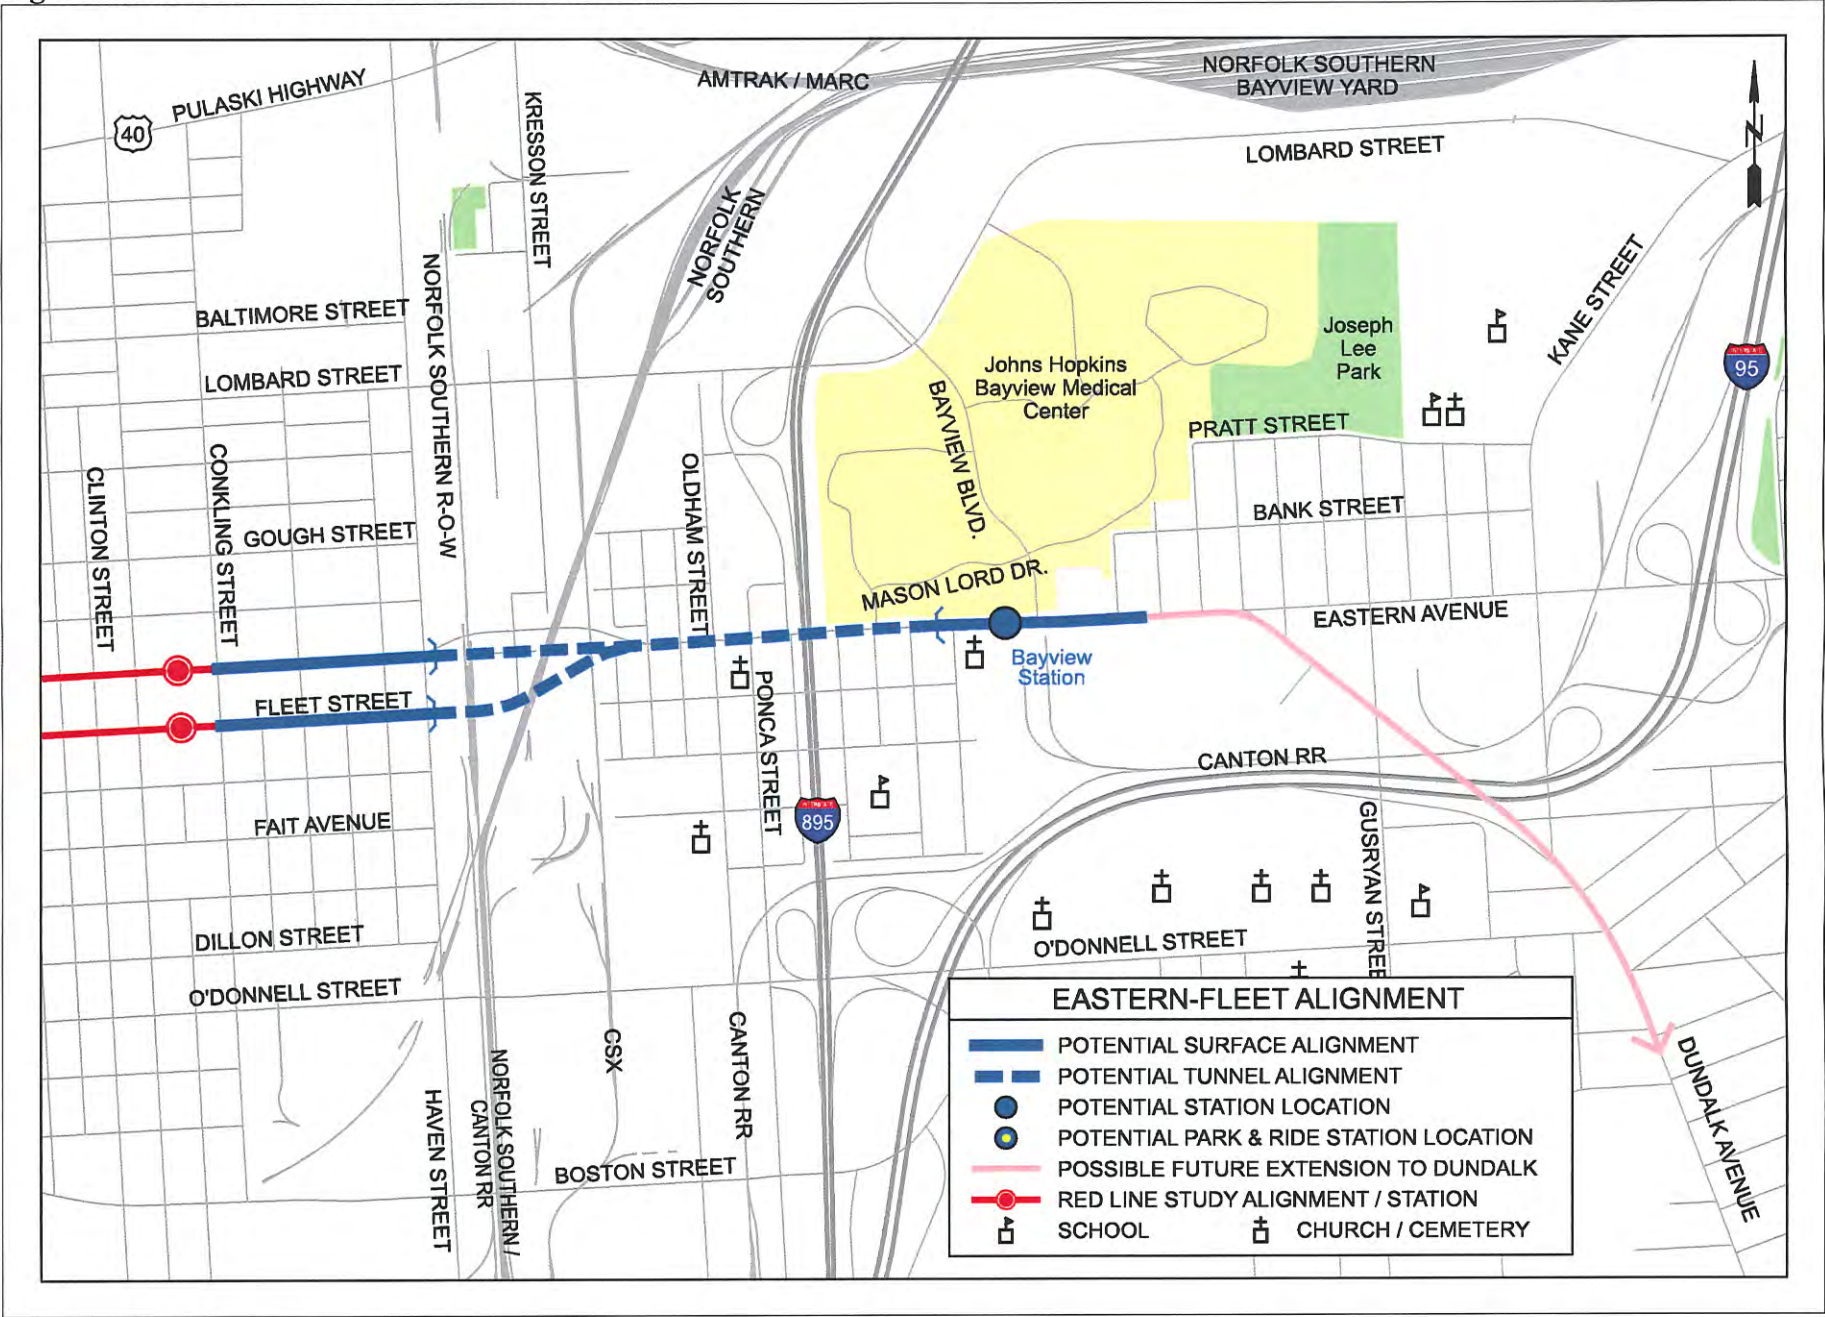 AMTRAK / MARC
NORFOLK SOUTHERN
BAYVIEW YARD
PULASKI HIGHWAY
40
KRESSON STREET
LOMBARD STREET
N
NORFOLK
SOUTHERN
KANE STREET
BALTIMORE STREET
NORFOLK SOUTHERN R-O-W
Joseph
Lee
Park
Johns Hopkins
Bayview Medical
Center
95
LOMBARD STREET
BAYVIEW BLVD.
PRATT STREET
CLINTON STREET
CONKLING STREET
OLDHAM STREET
BANK STREET
GOUGH STREET
MASON LORD DR.
EASTERN AVENUE
Bayview
Station
FLEET STREET
PONCA STREET
CANTON RR
FAIT AVENUE
895
GUSRYAN STREE
DILLON STREET
O'DONNELL STREET
O'DONNELL STREET
CSX
CANTON RR
HAVEN STREET
NORFOLK SOUTHERN /
CANTON RR
BOSTON STREET
DUNDALK AVENUE
EASTERN-FLEET ALIGNMENT
POTENTIAL SURFACE ALIGNMENT
POTENTIAL TUNNEL ALIGNMENT
POTENTIAL STATION LOCATION
POTENTIAL PARK & RIDE STATION LOCATION
POSSIBLE FUTURE EXTENSION TO DUNDALK
RED LINE STUDY ALIGNMENT / STATION
SCHOOL
CHURCH / CEMETERY